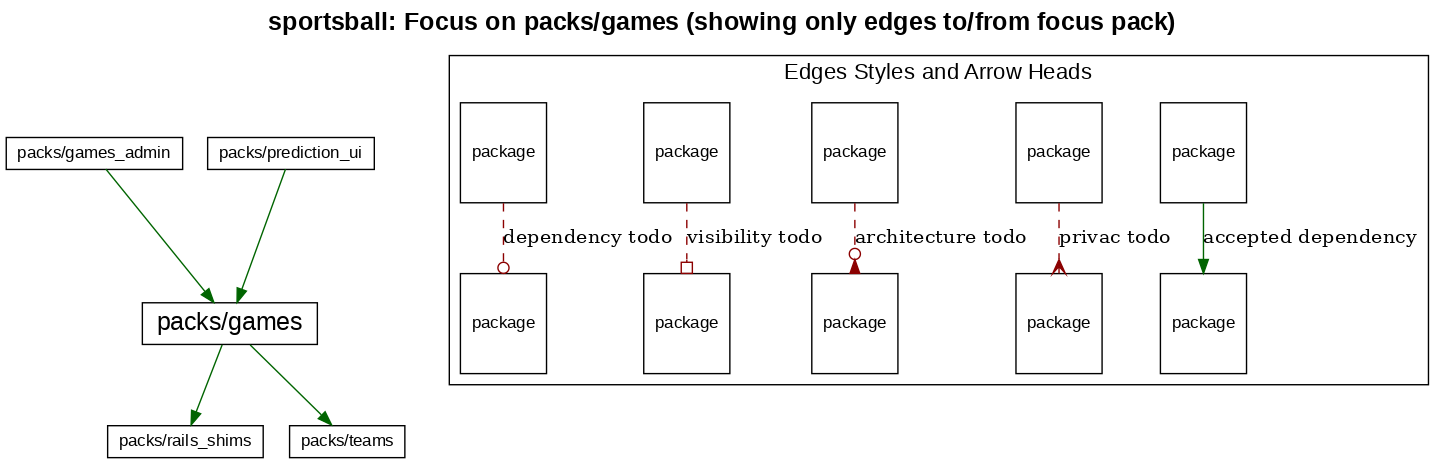 sportsball: Focus on packs/games (showing only edges to/from focus pack)
Edges Styles and Arrow Heads
packs/games_admin
packs/prediction_ui
packs/games
packs/rails_shims
packs/teams
package
package
package
package
package
dependency todo
visibility todo
architecture todo
privac todo
accepted dependency
package
package
package
package
package